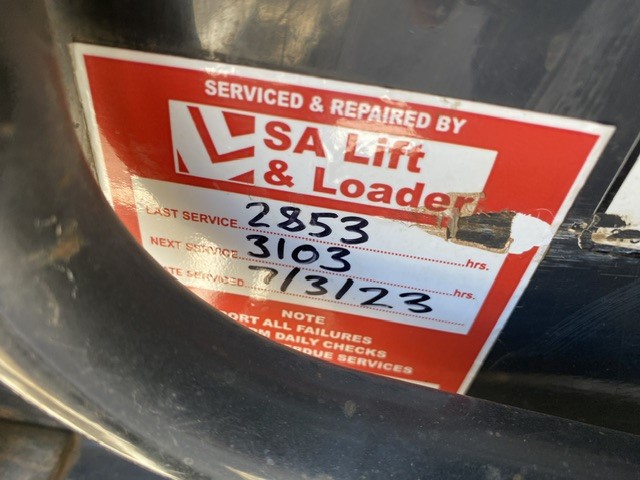 SERVICED & REPAIRED BY
SA Lift
& Loader
LAST SERVICE 2853 hrs.
NEXT SERVICE 3103 hrs.
SERVICED 7/3/23
NOTE
ALL FAILURES
DAILY CHECKS
SERVICES